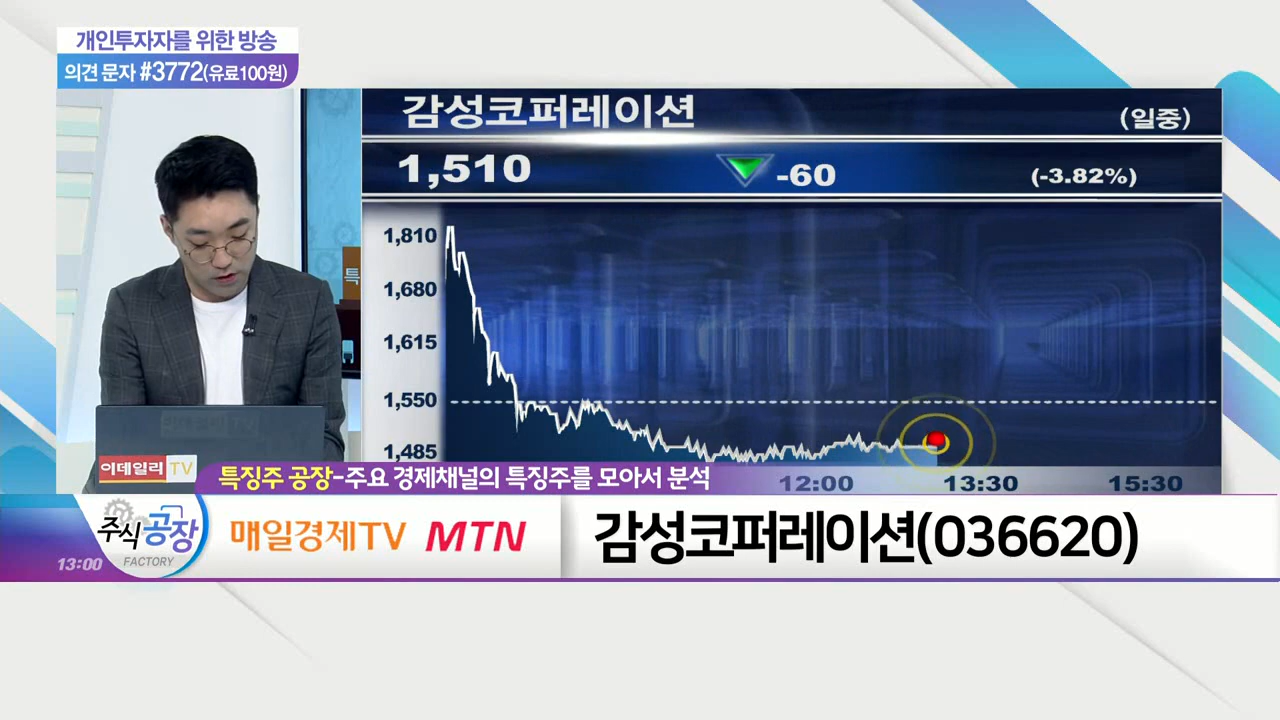 개인투자자를 위한 방송
의견 문자 #3772(유료100원)
감성코퍼레이션
(일중)
1,510
-60
(-3.82%)
1,810
1,680
1,615
1,550
1,485
12:00
13:30
15:30
특
이데일리 TV
특징주 공장-주요 경제채널의 특징주를 모아서 분석
주식공장
FACTORY
13:00
매일경제TV MTN
감성코퍼레이션(036620)